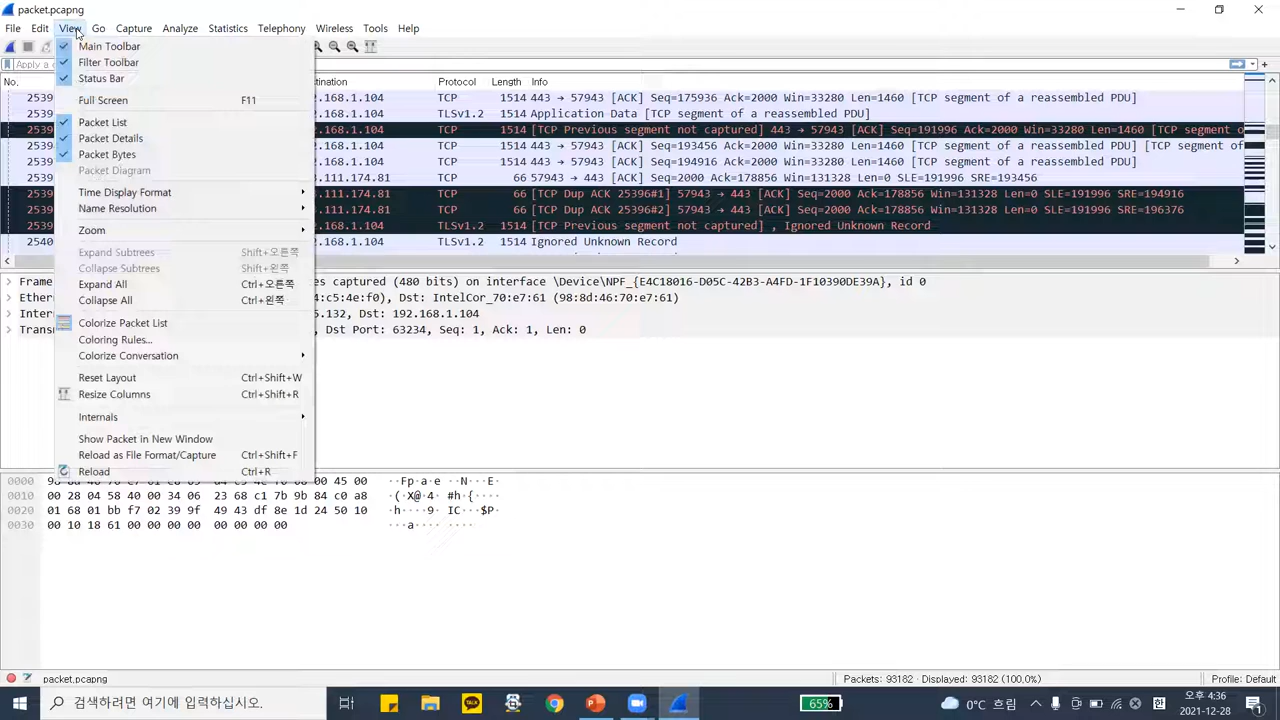 packet.pcapng
File Edit View Go Capture Analyze Statistics Telephony Wireless Tools Help
Main Toolbar
Apply a
Filter Toolbar
Status Bar
No. stination Protocol Length Info
Full Screen F11
2539 2.168.1.104 TCP 1514 443 → 57943 [ACK] Seq=175936 Ack=2000 Win=33280 Len=1460 [TCP segment of a reassembled PDU]
2539 2.168.1.104 TLSv1.2 1514 Application Data [TCP segment of a reassembled PDU]
Packet List
2539 2.168.1.104 TCP 1514 [TCP Previous segment not captured] 443 → 57943 [ACK] Seq=191996 Ack=2000 Win=33280 Len=1460 [TCP segment o
Packet Details
2539 2.168.1.104 TCP 1514 443 → 57943 [ACK] Seq=193456 Ack=2000 Win=33280 Len=1460 [TCP segment of a reassembled PDU]
Packet Bytes
2539 2.168.1.104 TCP 1514 443 → 57943 [ACK] Seq=194916 Ack=2000 Win=33280 Len=1460 [TCP segment of a reassembled PDU]
Packet Diagram
2539 .111.174.81 TCP 66 57943 → 443 [ACK] Seq=2000 Ack=178856 Win=131328 Len=0 SLE=191996 SRE=193456
Time Display Format
2539 .111.174.81 TCP 66 [TCP Dup ACK 25396#1] 57943 → 443 [ACK] Seq=2000 Ack=178856 Win=131328 Len=0 SLE=191996 SRE=194916
Name Resolution
2539 .111.174.81 TCP 66 [TCP Dup ACK 25396#2] 57943 → 443 [ACK] Seq=2000 Ack=178856 Win=131328 Len=0 SLE=191996 SRE=196376
2539 2.168.1.104 TLSv1.2 1514 [TCP Previous segment not captured] , Ignored Unknown Record
Zoom
2540 2.168.1.104 TLSv1.2 1514 Ignored Unknown Record
Expand Subtrees Shift+오른쪽
Collapse Subtrees Shift+왼쪽
Expand All Ctrl+오른쪽
Collapse All Ctrl+왼쪽
Frame es captured (480 bits) on interface \Device\NPF_{E4C18016-D05C-42B3-A4FD-1F10390DE39A}, id 0
Ethern :4:c5:4e:f0), Dst: IntelCor_70:e7:61 (98:8d:46:70:e7:61)
Inter 5.132, Dst: 192.168.1.104
Trans , Dst Port: 63234, Seq: 1, Ack: 1, Len: 0
Colorize Packet List
Coloring Rules...
Colorize Conversation
Reset Layout Ctrl+Shift+W
Resize Columns Ctrl+Shift+R
Internals
Show Packet in New Window
Reload as File Format/Capture Ctrl+Shift+F
Reload Ctrl+R
0000 08 00 45 00
0010 00 28 04 58 40 00 34 06 23 68 c1 7b 9b 84 c0 a8 ·(·X@·4· #h·{····
0020 01 68 01 bb f7 02 39 9f 49 43 df 8e 1d 24 50 10 ·h····9· IC···$P·
0030 00 10 18 61 00 00 00 00 00 00 00 00 ···a···· ····
packet.pcapng Packets: 93182 · Displayed: 93182 (100.0%) Profile: Default
검색하려면 여기에 입력하십시오.
65%
0°C 흐림
한
오후 4:36
2021-12-28
1